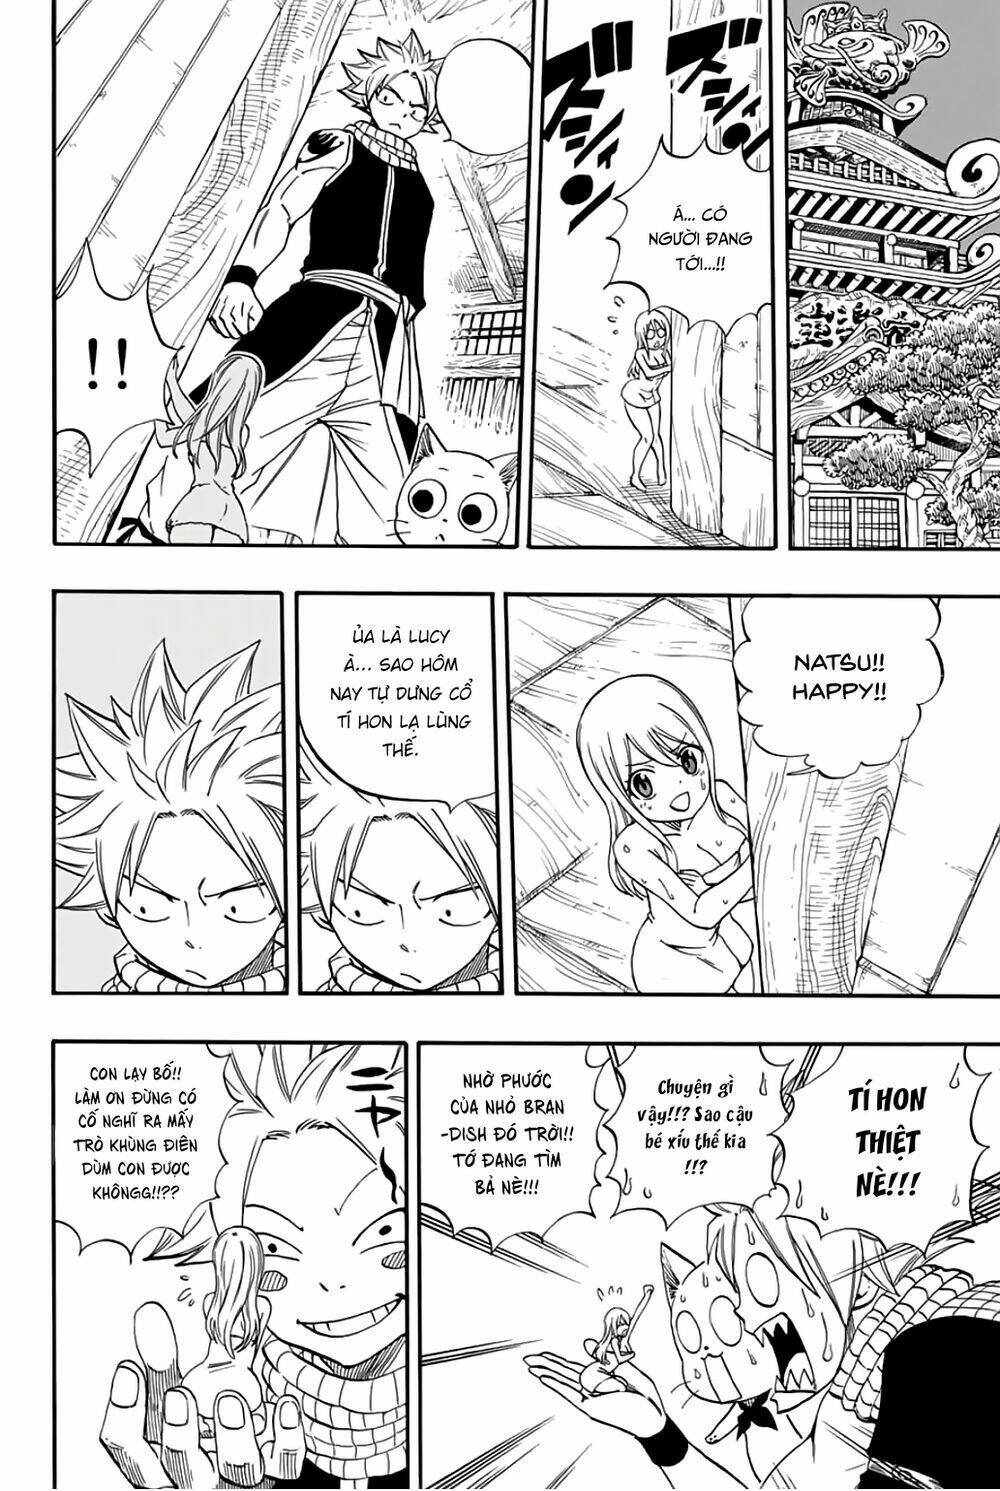 Á... CÓ
NGƯỜI ĐANG
TỚI...!!
!!
NATSU!!
HAPPY!!
ỦA LÀ LUCY
À... SAO HÔM
NAY TỰ DƯNG CỔ
TÍ HON LẠ LÙNG
THẾ.
TÍ HON
THIỆT
NÈ!!!
Chuyện gì
vậy!!? Sao cậu
bé xíu thế kia
!!?
NHỜ PHƯỚC
CỦA NHỎ BRAN
-DISH ĐÓ TRỜI!!
TỚ ĐANG TÌM
BẢ NÈ!!!
CON LẠY BỐ!!
LÀM ƠN ĐỪNG CÓ
CỐ NGHĨ RA MẤY
TRÒ KHÙNG ĐIÊN
DÙM CON ĐƯỢC
KHÔNGG!!??